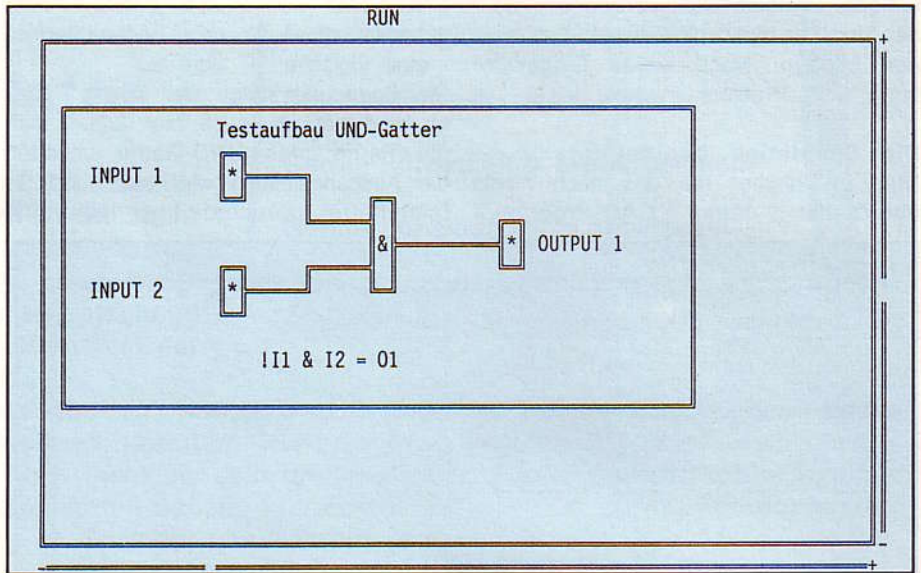 RUN
Testaufbau UND-Gatter
INPUT 1
*
&
*
OUTPUT 1
INPUT 2
*
!I1 & I2 = O1